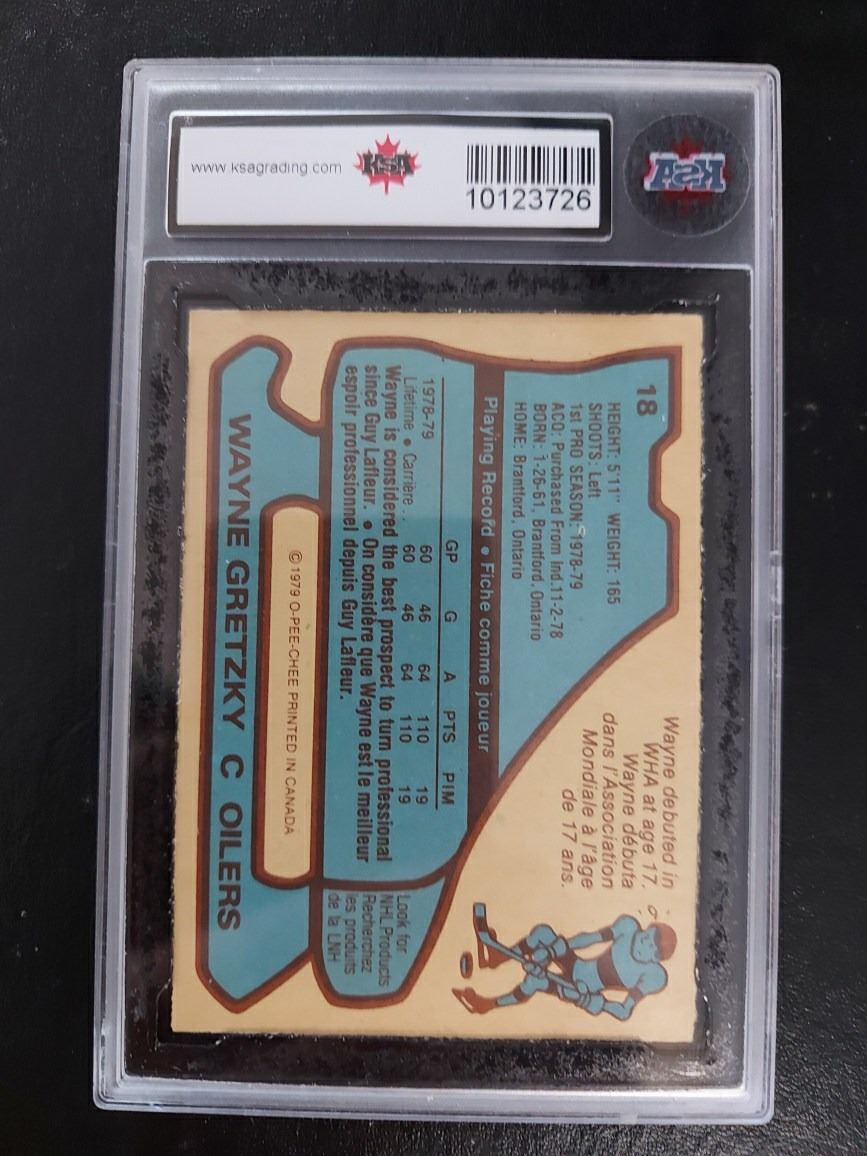 www.ksagrading.com
KSA
10123726
KSA
18
HEIGHT: 5'11" WEIGHT: 165
SHOOTS: Left
1st PRO SEASON: 1978-79
ACQ: Purchased From Ind.11-2-78
BORN: 1-26-61, Brantford, Ontario
HOME: Brantford, Ontario
Wayne debuted in
WHA at age 17.
Wayne débuta
dans l'Association
Mondiale à l'âge
de 17 ans.
Playing Record • Fiche comme joueur
GP G A PTS PIM
1978-79 60 46 64 110 19
Lifetime • Carrière .. 60 46 64 110 19
Wayne is considered the best prospect to turn professional
since Guy Lafleur. • On considère que Wayne est le meilleur
espoir professionnel depuis Guy Lafleur.
Look for
NHL Products
Recherchez
les produits
de la LNH
© 1979 O-PEE-CHEE PRINTED IN CANADA
WAYNE GRETZKY C OILERS